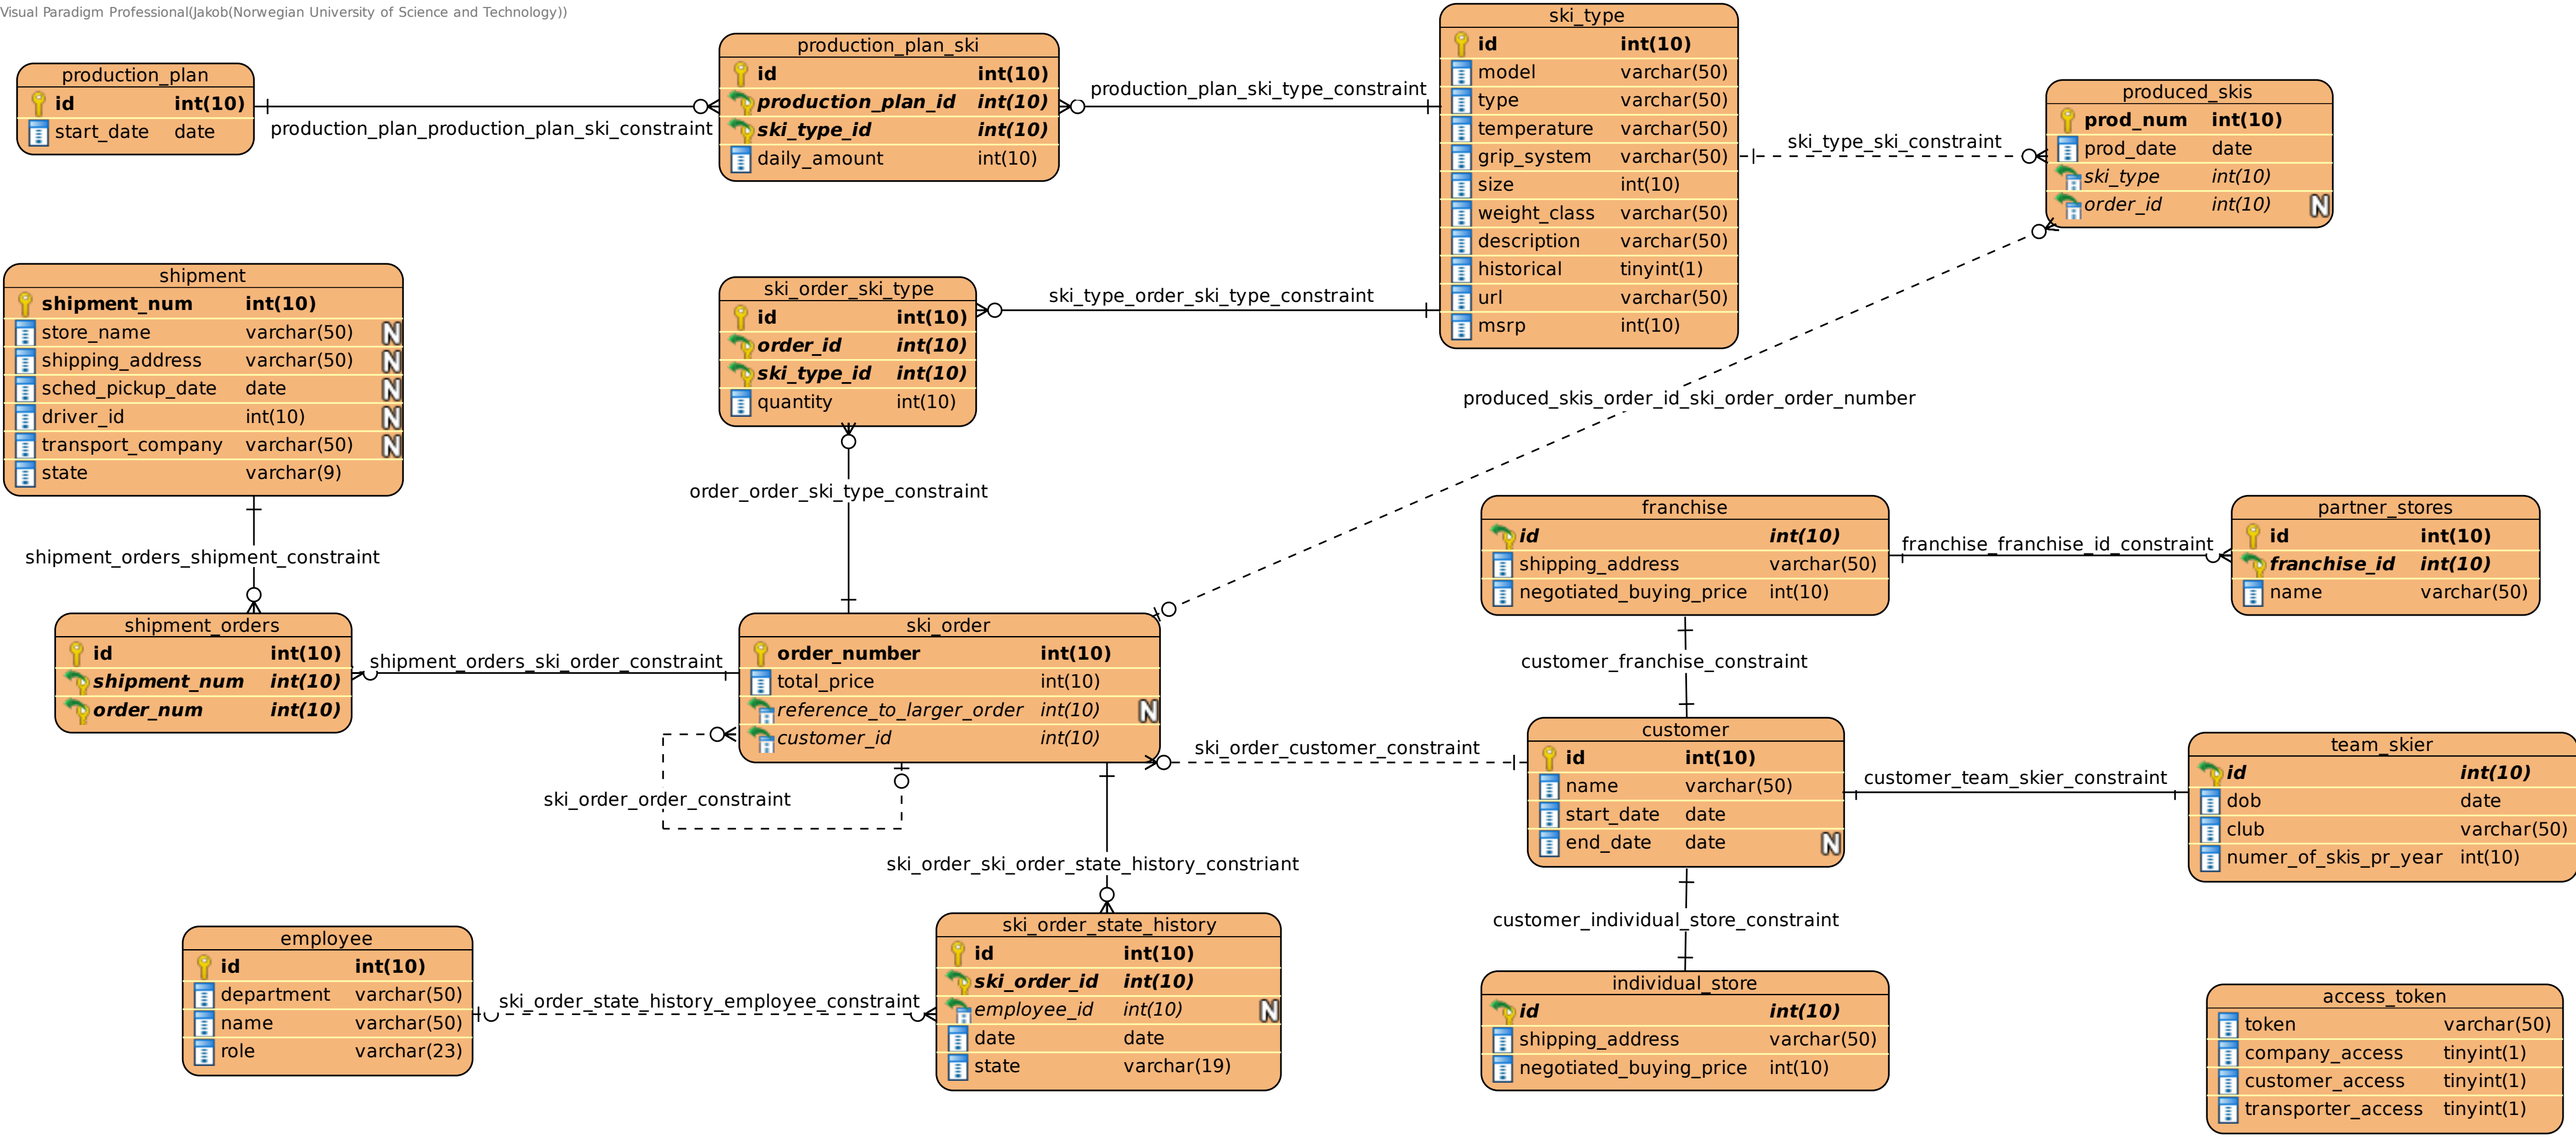 Visual Paradigm Professional(Jakob(Norwegian University of Science and Technology))
production_plan
id int(10)
start_date date
production_plan_production_plan_ski_constraint
production_plan_ski
id int(10)
production_plan_id int(10)
ski_type_id int(10)
daily_amount int(10)
production_plan_ski_type_constraint
ski_type
id int(10)
model varchar(50)
type varchar(50)
temperature varchar(50)
grip_system varchar(50)
size int(10)
weight_class varchar(50)
description varchar(50)
historical tinyint(1)
url varchar(50)
msrp int(10)
ski_type_ski_constraint
produced_skis
prod_num int(10)
prod_date date
ski_type int(10)
order_id int(10) N
shipment
shipment_num int(10)
store_name varchar(50) N
shipping_address varchar(50) N
sched_pickup_date date N
driver_id int(10) N
transport_company varchar(50) N
state varchar(9)
ski_order_ski_type
id int(10)
order_id int(10)
ski_type_id int(10)
quantity int(10)
ski_type_order_ski_type_constraint
produced_skis_order_id_ski_order_order_number
order_order_ski_type_constraint
shipment_orders_shipment_constraint
franchise
id int(10)
shipping_address varchar(50)
negotiated_buying_price int(10)
franchise_franchise_id_constraint
partner_stores
id int(10)
franchise_id int(10)
name varchar(50)
shipment_orders
id int(10)
shipment_num int(10)
order_num int(10)
shipment_orders_ski_order_constraint
ski_order
order_number int(10)
total_price int(10)
reference_to_larger_order int(10) N
customer_id int(10)
customer_franchise_constraint
ski_order_customer_constraint
customer
id int(10)
name varchar(50)
start_date date
end_date date N
customer_team_skier_constraint
team_skier
id int(10)
dob date
club varchar(50)
numer_of_skis_pr_year int(10)
ski_order_order_constraint
ski_order_ski_order_state_history_constriant
customer_individual_store_constraint
employee
id int(10)
department varchar(50)
name varchar(50)
role varchar(23)
ski_order_state_history_employee_constraint
ski_order_state_history
id int(10)
ski_order_id int(10)
employee_id int(10) N
date date
state varchar(19)
individual_store
id int(10)
shipping_address varchar(50)
negotiated_buying_price int(10)
access_token
token varchar(50)
company_access tinyint(1)
customer_access tinyint(1)
transporter_access tinyint(1)